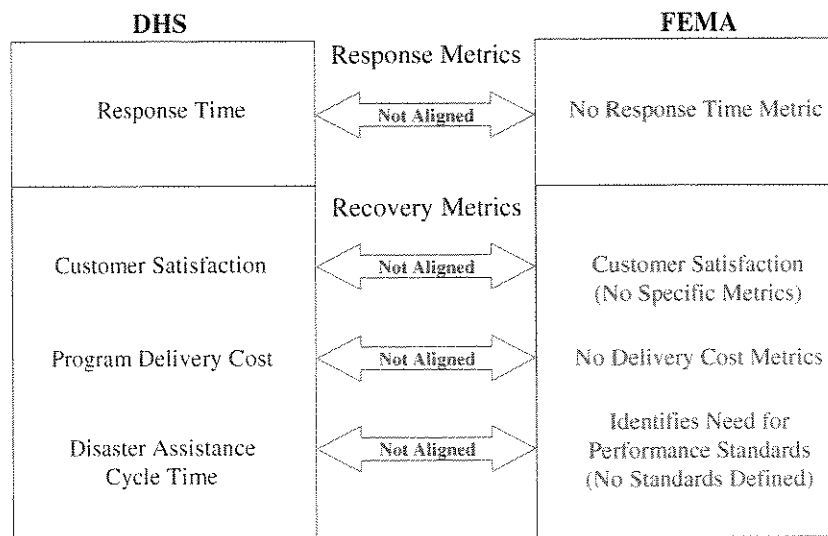 DHS
FEMA
Response Metrics
Response Time
Not Aligned
No Response Time Metric
Recovery Metrics
Customer Satisfaction
Not Aligned
Customer Satisfaction
(No Specific Metrics)
Program Delivery Cost
Not Aligned
No Delivery Cost Metrics
Disaster Assistance
Cycle Time
Not Aligned
Identifies Need for
Performance Standards
(No Standards Defined)